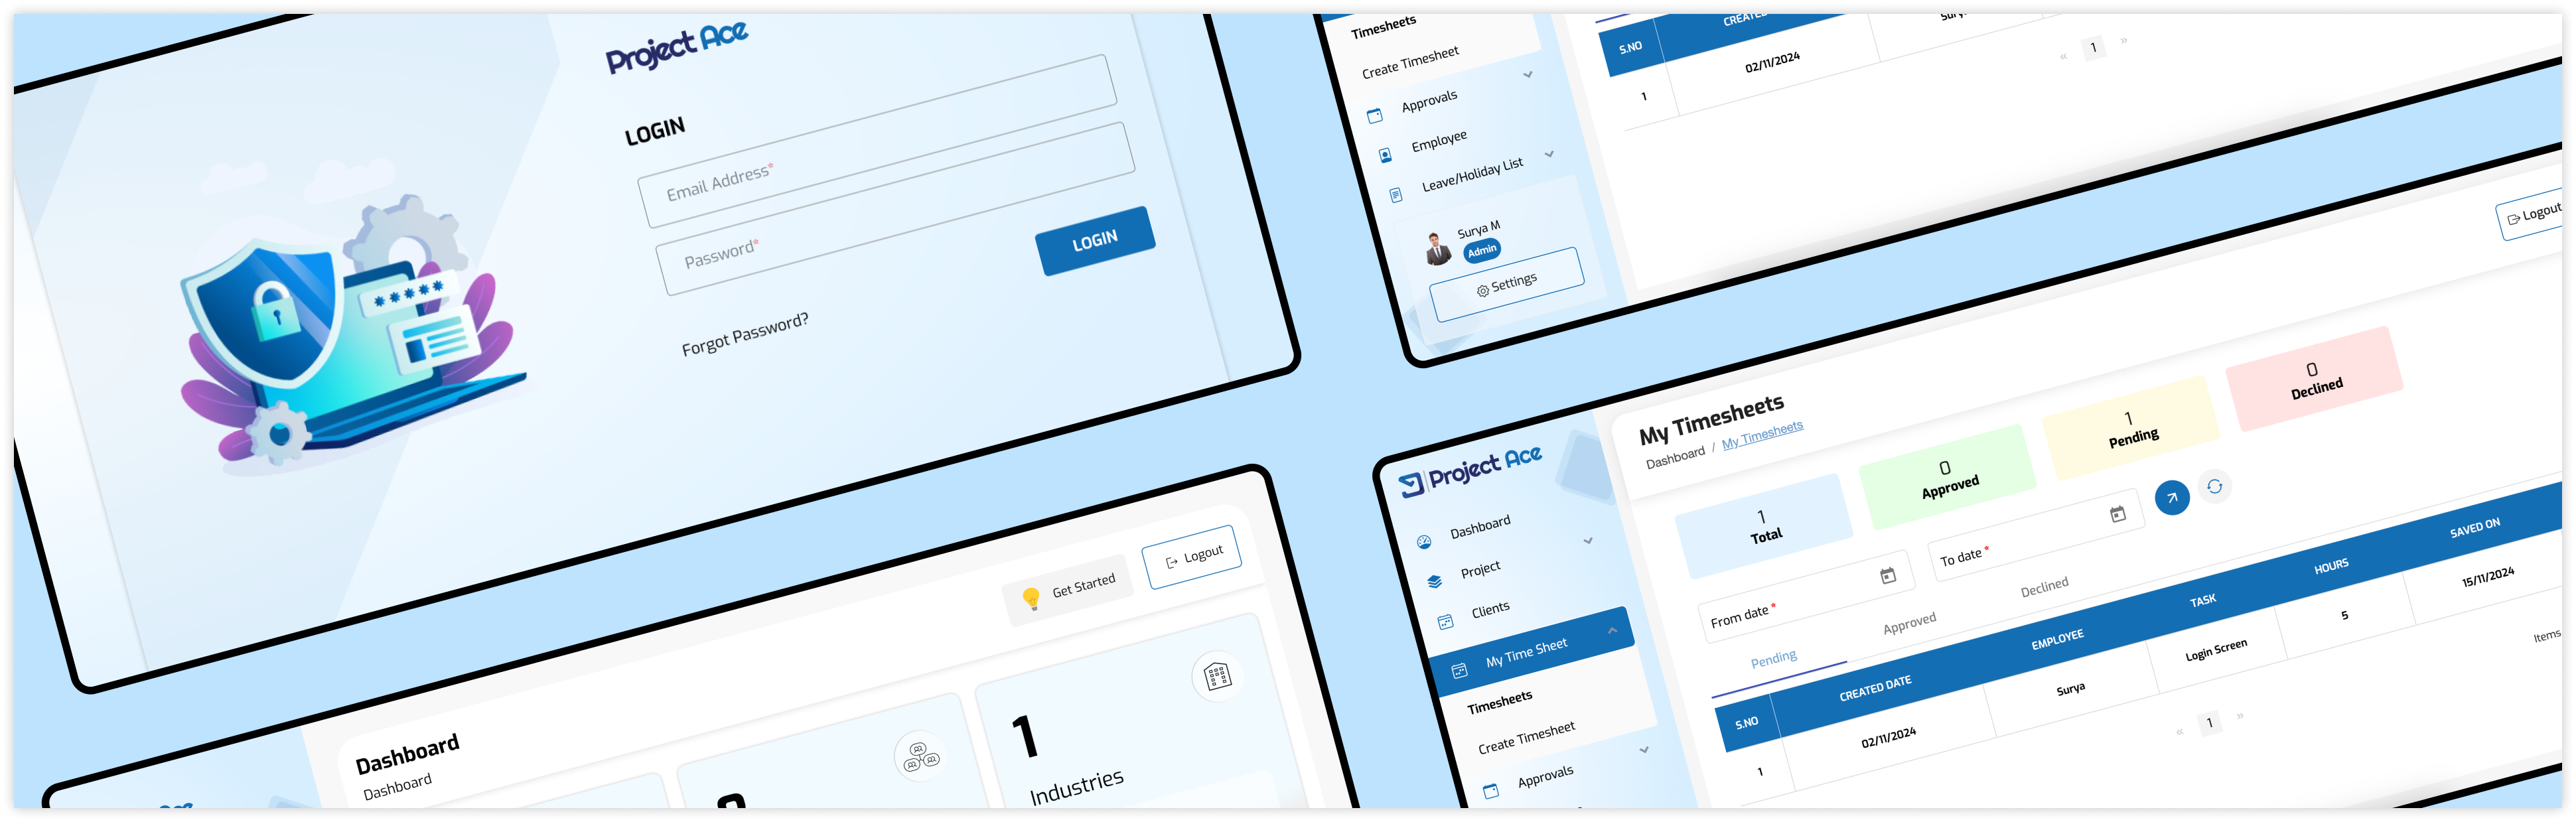 Project Ace
LOGIN
Email Address*
Password*
LOGIN
Forgot Password?
Timesheets
Create Timesheet
Approvals
Employee
Leave/Holiday List
Surya M
Admin
Settings
S.NO
1
02/11/2024
« 1 »
Logout
Get Started
Logout
Dashboard
Dashboard
1
Industries
Project Ace
Dashboard
Project
Clients
My Time Sheet
Timesheets
Create Timesheet
Approvals
My Timesheets
Dashboard / My Timesheets
1
Total
0
Approved
1
Pending
0
Declined
From date *
To date *
Pending Approved Declined
S.NO CREATED DATE EMPLOYEE TASK HOURS SAVED ON
1 02/11/2024 Surya Login Screen 5 15/11/2024
Items
« 1 »